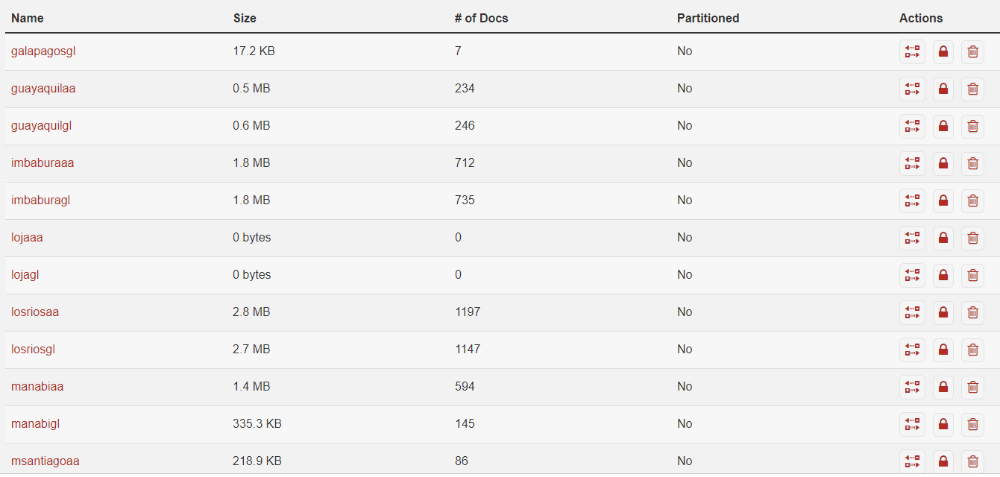 Name Size # of Docs Partitioned Actions
galapagosgl 17.2 KB 7 No
guayaquilaa 0.5 MB 234 No
guayaquilgl 0.6 MB 246 No
imbaburaaa 1.8 MB 712 No
imbaburagl 1.8 MB 735 No
lojaaa 0 bytes 0 No
lojagl 0 bytes 0 No
losriosaa 2.8 MB 1197 No
losriosgl 2.7 MB 1147 No
manabiaa 1.4 MB 594 No
manabigl 335.3 KB 145 No
msantiagoaa 218.9 KB 86 No